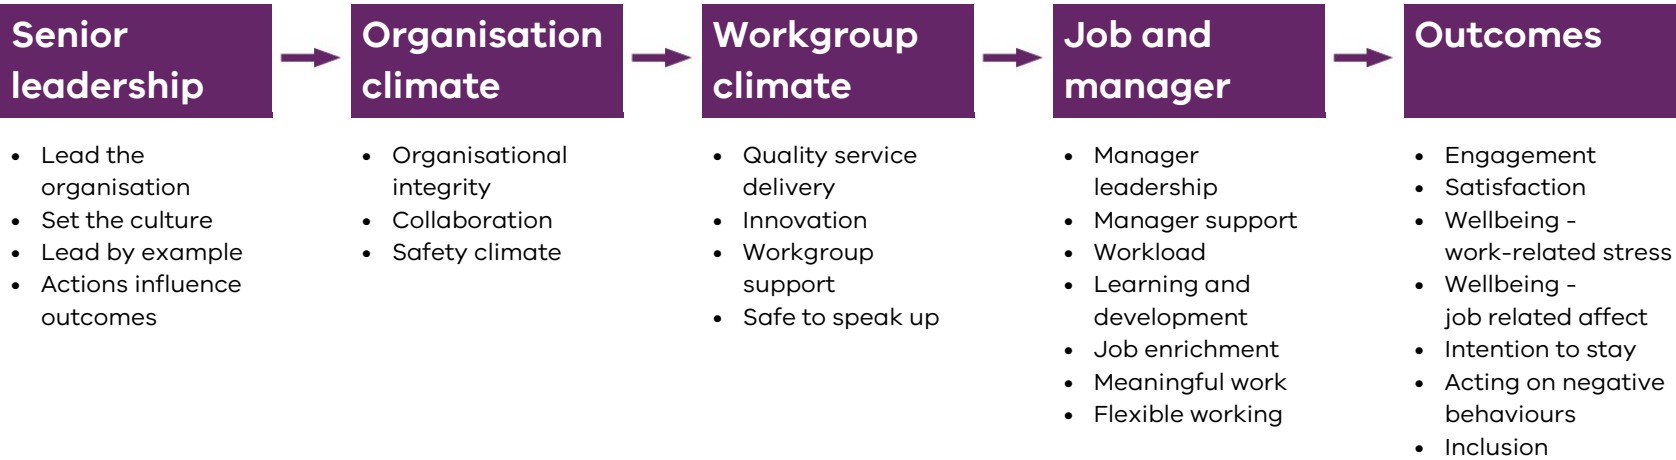 Senior
leadership
• Lead the
organisation
• Set the culture
• Lead by example
• Actions influence
outcomes
Organisation
climate
• Organisational
integrity
• Collaboration
• Safety climate
Workgroup
climate
• Quality service
delivery
• Innovation
• Workgroup
support
• Safe to speak up
Job and
manager
• Manager
leadership
• Manager support
• Workload
• Learning and
development
• Job enrichment
• Meaningful work
• Flexible working
Outcomes
• Engagement
• Satisfaction
• Wellbeing -
work-related stress
• Wellbeing -
job related affect
• Intention to stay
• Acting on negative
behaviours
• Inclusion